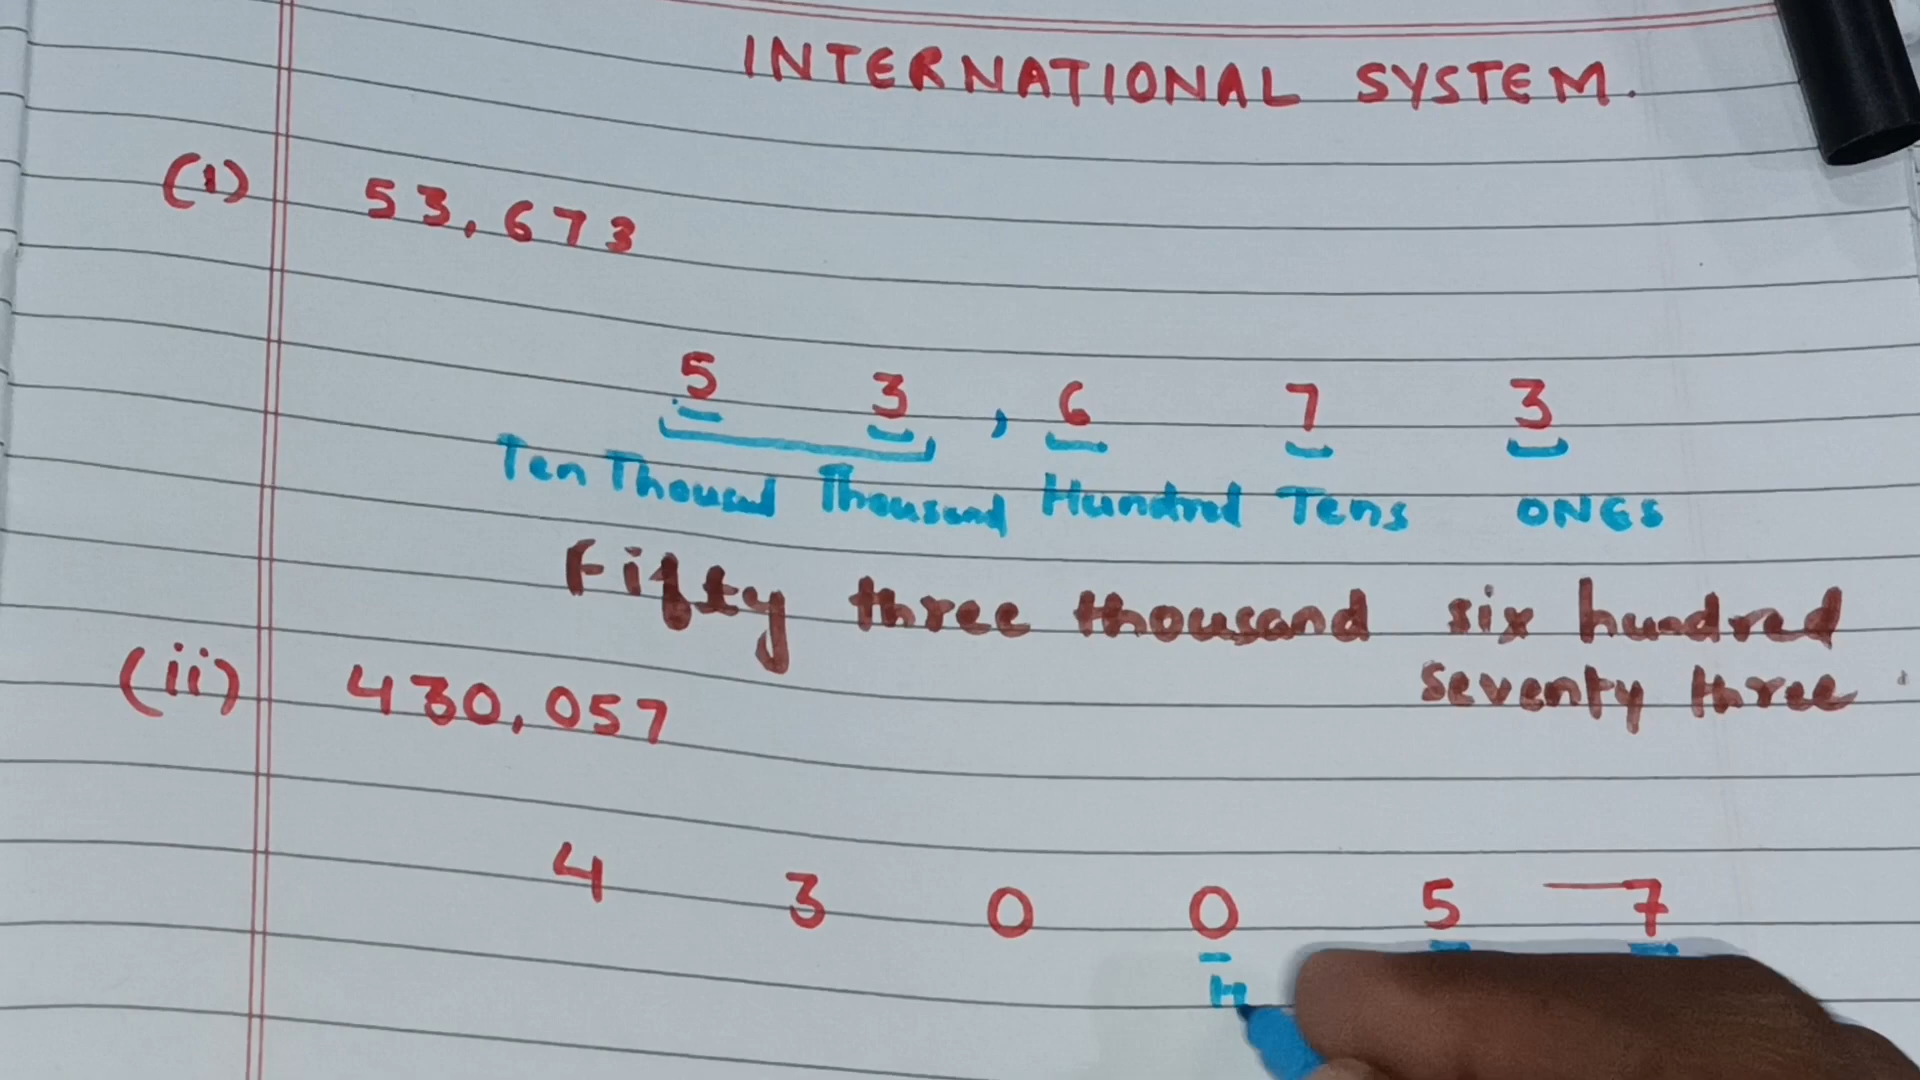 INTERNATIONAL SYSTEM.
(i) 53,673
5 3 , 6 7 3
Ten Thousand Thousand Hundred Tens ONES
Fifty three thousand six hundred
seventy three
(ii) 430,057
4 3 0 0 5 7
H